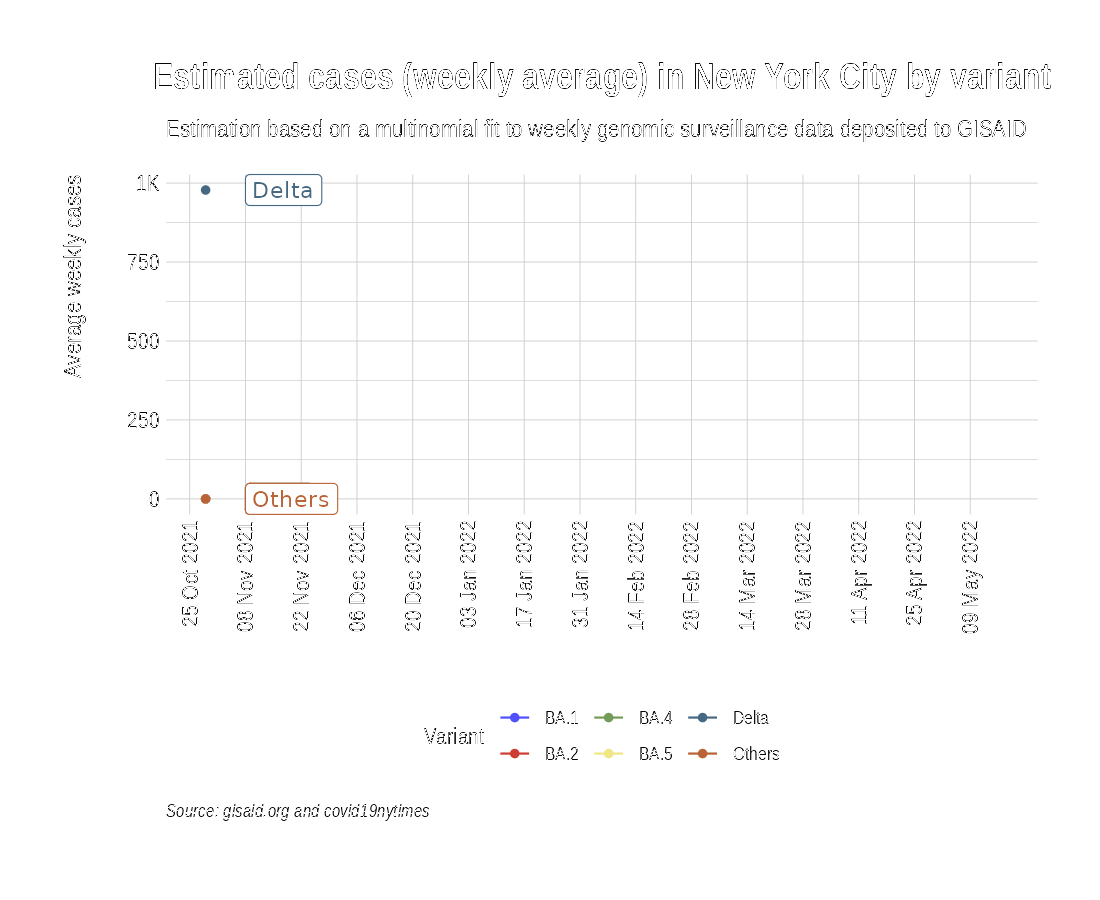 Estimated cases (weekly average) in New York City by variant
Estimation based on a multinomial fit to weekly genomic surveillance data deposited to GISAID
Average weekly cases
1K
750
500
250
0
Delta
Others
25 Oct 2021
08 Nov 2021
22 Nov 2021
06 Dec 2021
20 Dec 2021
03 Jan 2022
17 Jan 2022
31 Jan 2022
14 Feb 2022
28 Feb 2022
14 Mar 2022
28 Mar 2022
11 Apr 2022
25 Apr 2022
09 May 2022
Variant
BA.1
BA.4
Delta
BA.2
BA.5
Others
Source: gisaid.org and covid19nytimes